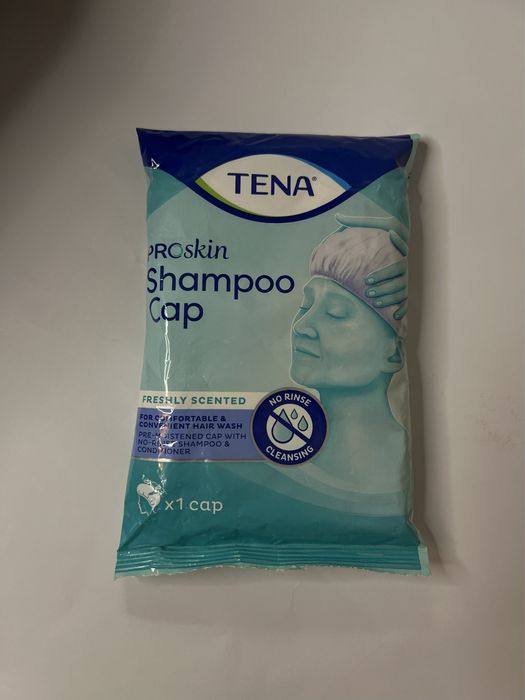 TENA®
PROskin
Shampoo
Cap
FRESHLY SCENTED
FOR COMFORTABLE &
CONVENIENT HAIR WASH
PRE-MOISTENED CAP WITH
NO-RINSE SHAMPOO &
CONDITIONER
NO RINSE
CLEANSING
x1 cap